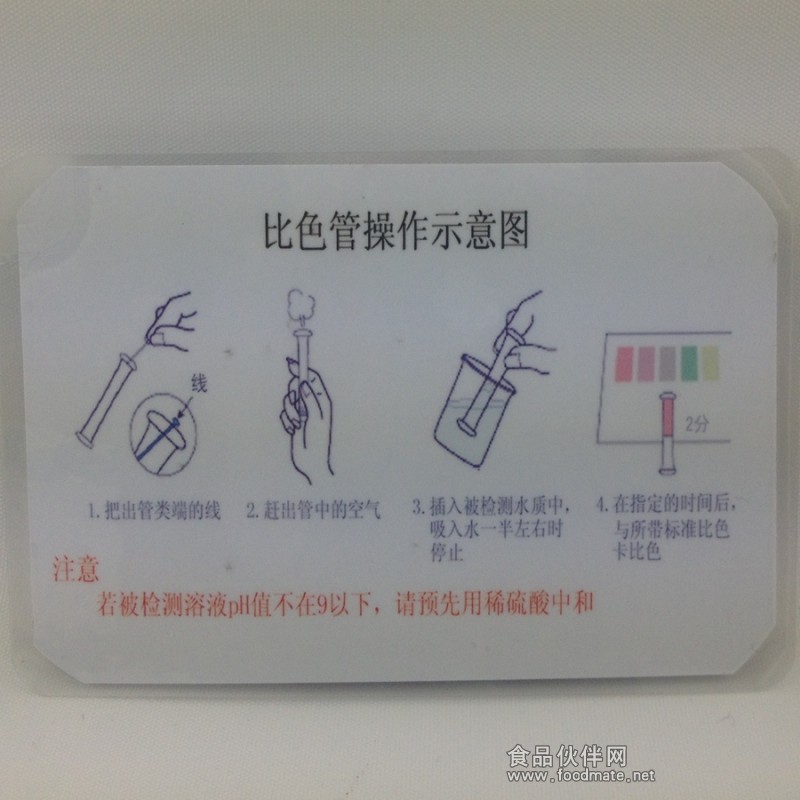 比色管操作示意图
线
2分
1.把出管类端的线
2.赶出管中的空气
3.插入被检测水质中，
吸入水一半左右时
停止
4.在指定的时间后，
与所带标准比色
卡比色
注意
若被检测溶液pH值不在9以下，请预先用稀硫酸中和
食品伙伴网
www.foodmate.net